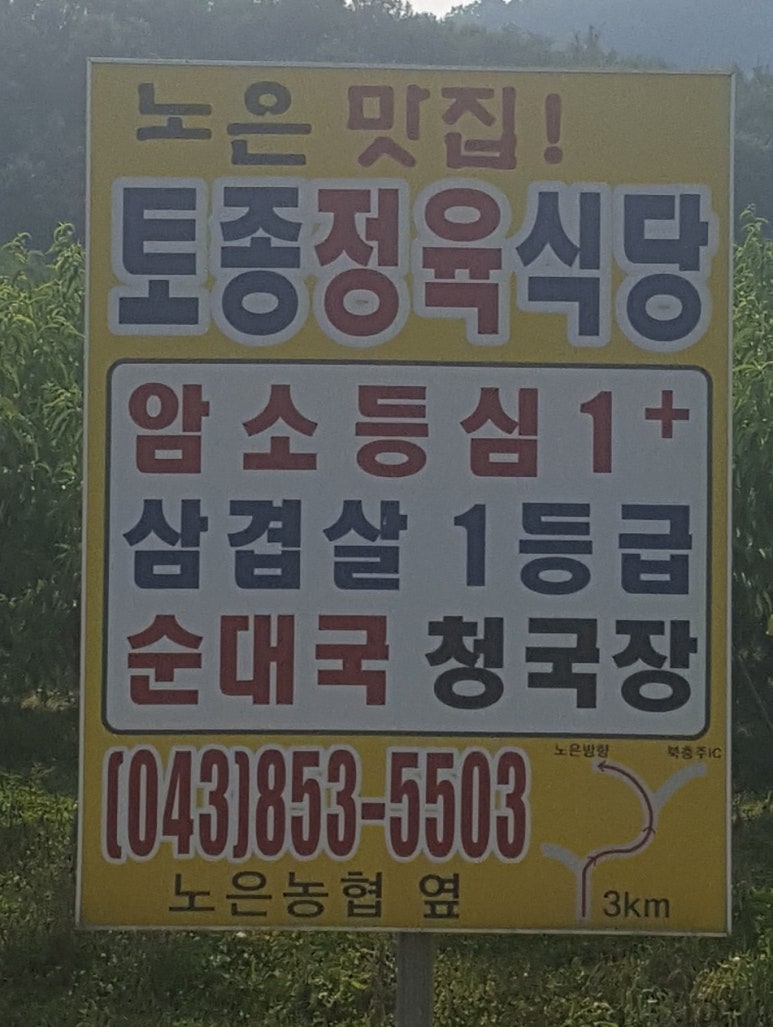 노은 맛집!
토종정육식당
암소등심 1+
삼겹살 1등급
순대국 청국장
(043)853-5503
노은방향 북충주IC
노은농협 옆
3km